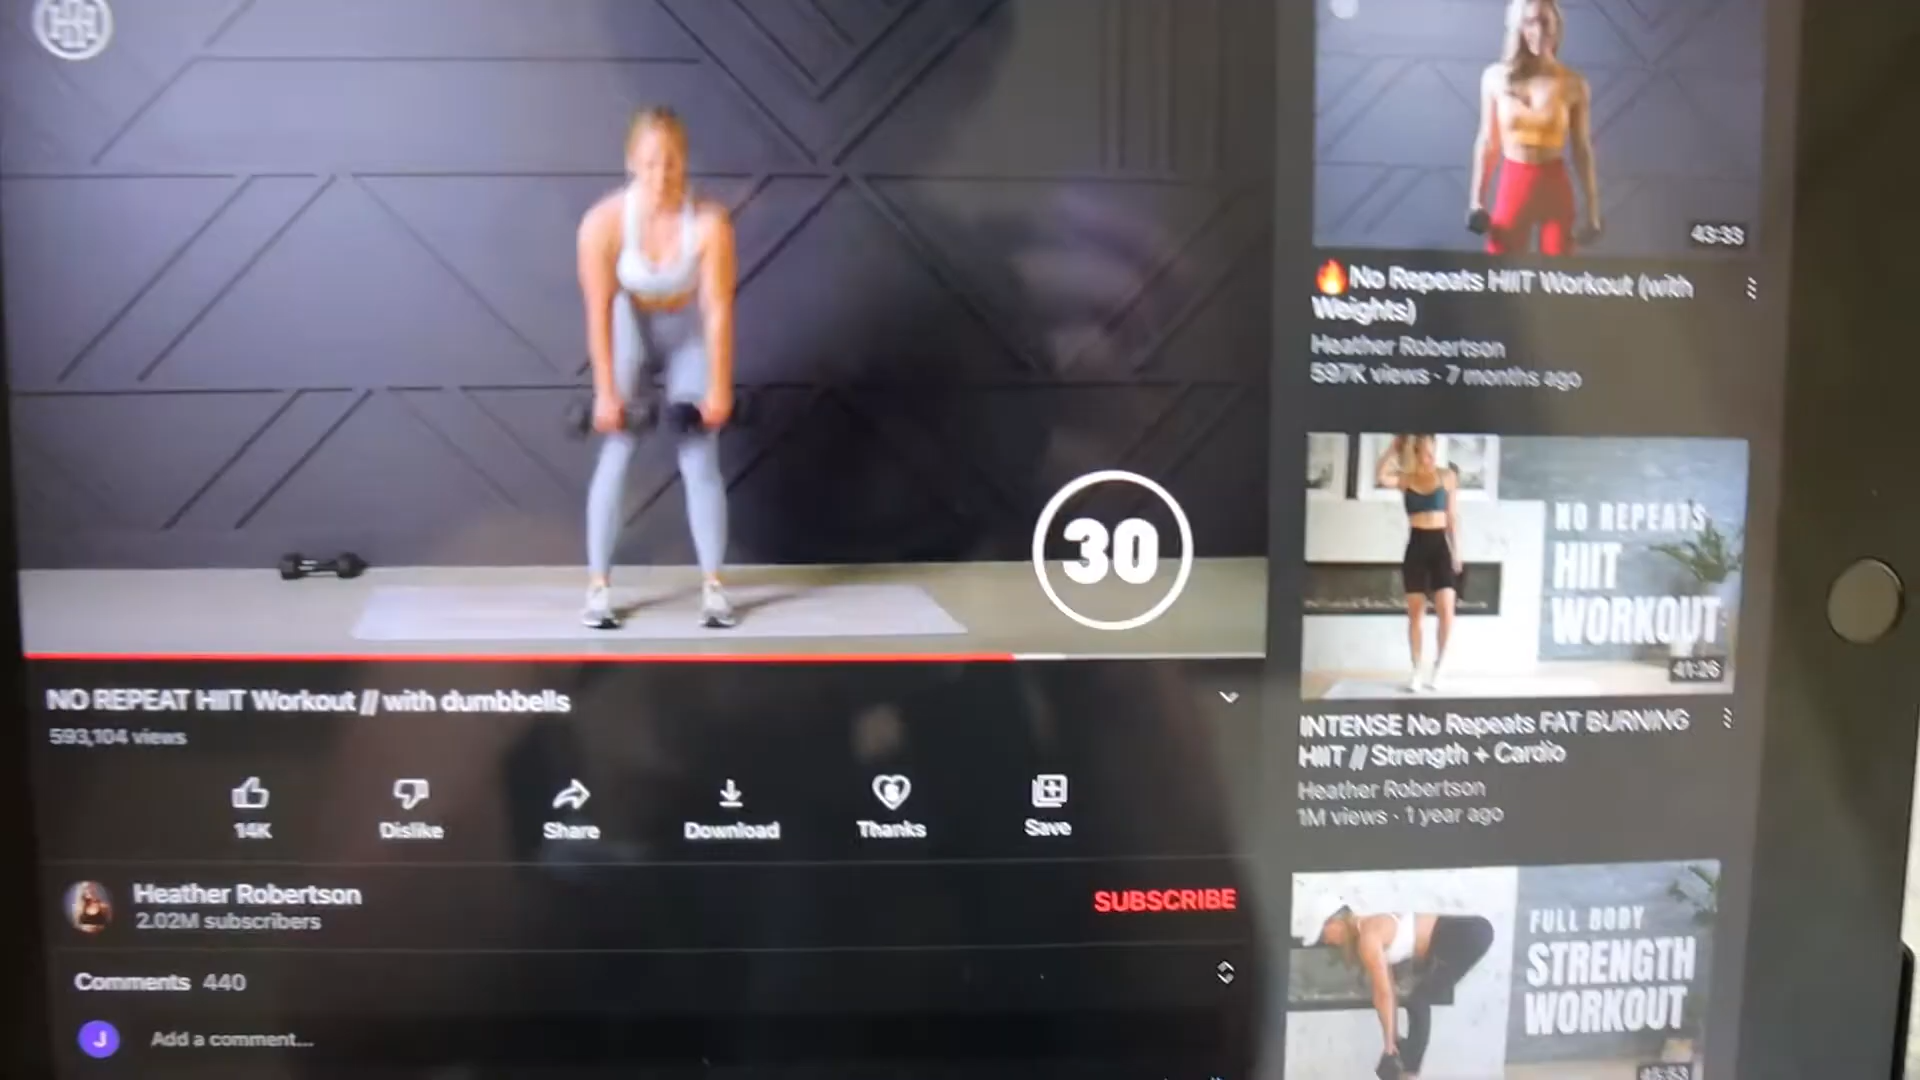 30
NO REPEAT HIIT Workout // with dumbbells
593,104 views
14K
Dislike
Share
Download
Thanks
Save
Heather Robertson
2.02M subscribers
SUBSCRIBE
Comments 440
J
Add a comment...
43:33
🔥No Repeats HIIT Workout (with
Weights)
Heather Robertson
597K views · 7 months ago
NO REPEATS
HIIT
WORKOUT
41:26
INTENSE No Repeats FAT BURNING
HIIT // Strength + Cardio
Heather Robertson
1M views · 1 year ago
FULL BODY
STRENGTH
WORKOUT